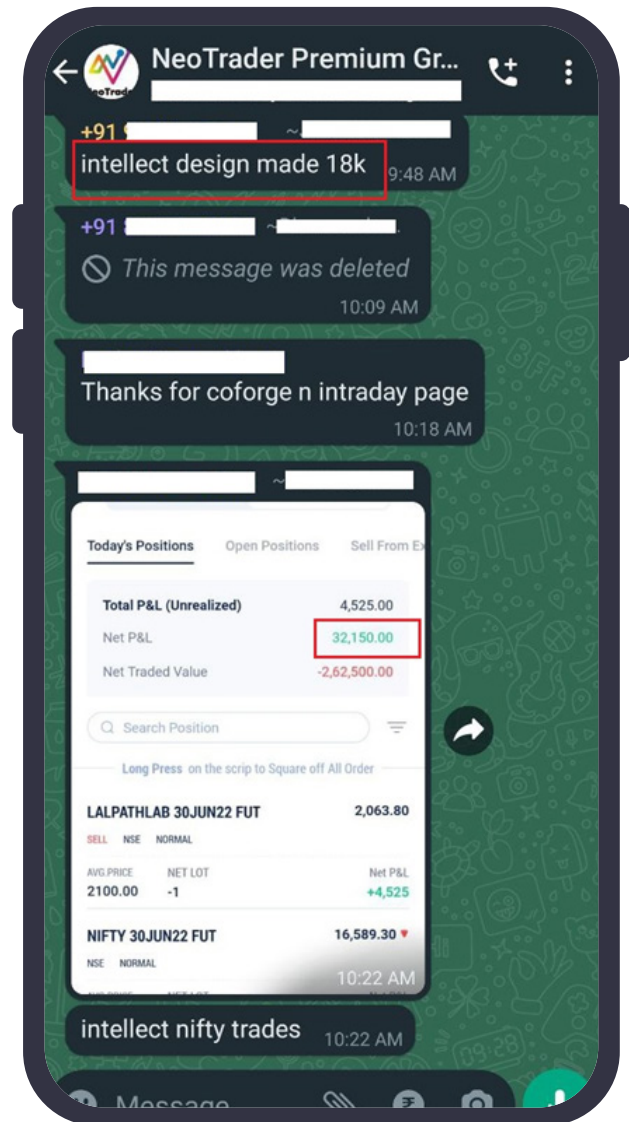 NeoTrader Premium Gr...
+91
~
intellect design made 18k
9:48 AM
+91
~
This message was deleted
10:09 AM
Thanks for coforge n intraday page
10:18 AM
~
Today's Positions Open Positions Sell From Ex
Total P&L (Unrealized) 4,525.00
Net P&L 32,150.00
Net Traded Value -2,62,500.00
Search Position
Long Press on the scrip to Square off All Order
LALPATHLAB 30JUN22 FUT 2,063.80
SELL NSE NORMAL
AVG.PRICE NET LOT Net P&L
2100.00 -1 +4,525
NIFTY 30JUN22 FUT 16,589.30
NSE NORMAL
10:22 AM
intellect nifty trades
10:22 AM
Message